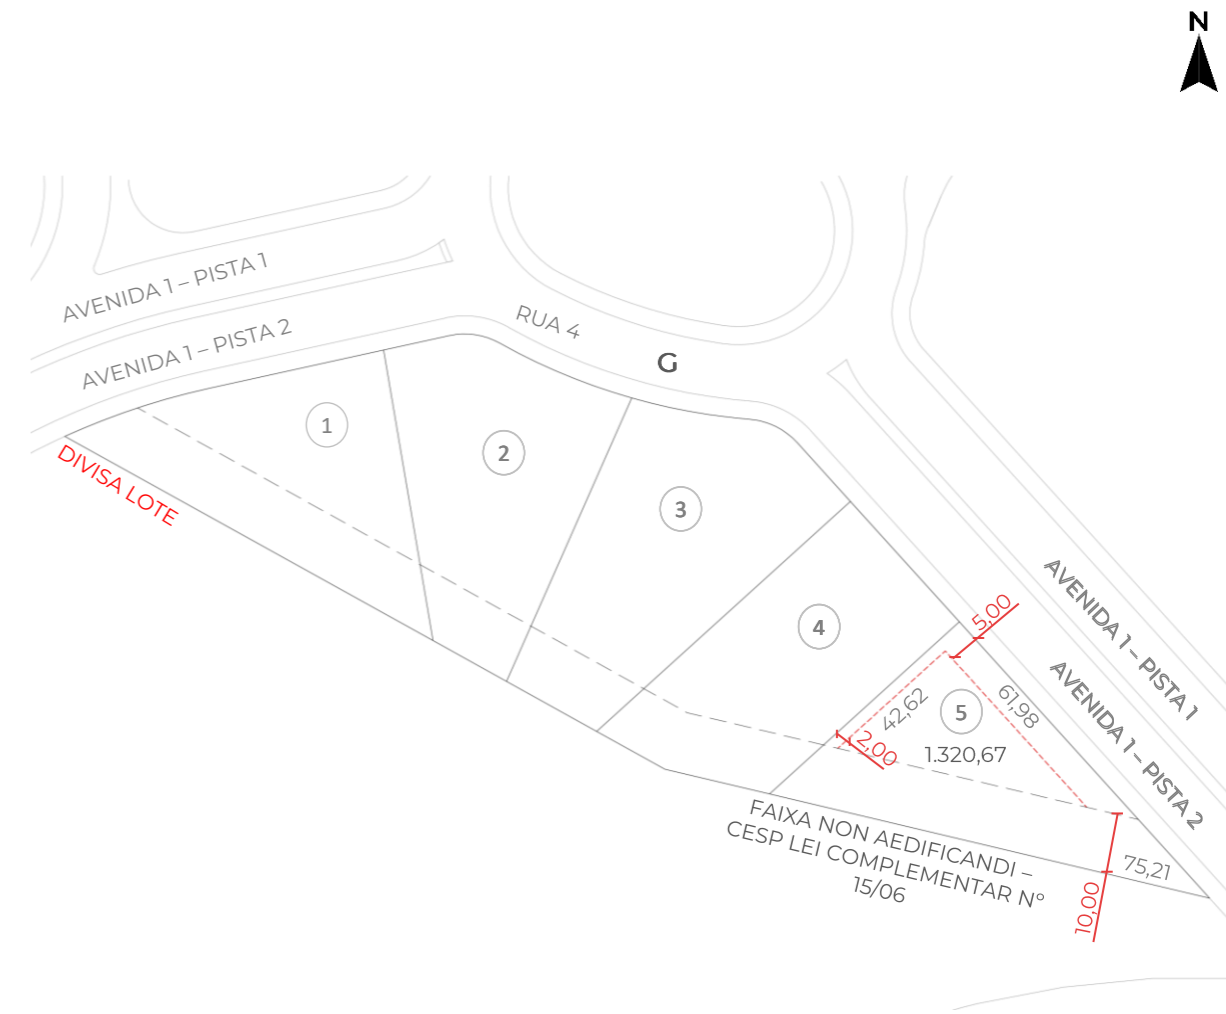 N
AVENIDA 1 – PISTA 1
AVENIDA 1 – PISTA 2
RUA 4
G
1
2
3
4
5
DIVISA LOTE
AVENIDA 1 – PISTA 1
AVENIDA 1 – PISTA 2
5,00
42,62
61,98
2,00
1.320,67
FAIXA NON AEDIFICANDI –
CESP LEI COMPLEMENTAR Nº
15/06
75,21
10,00